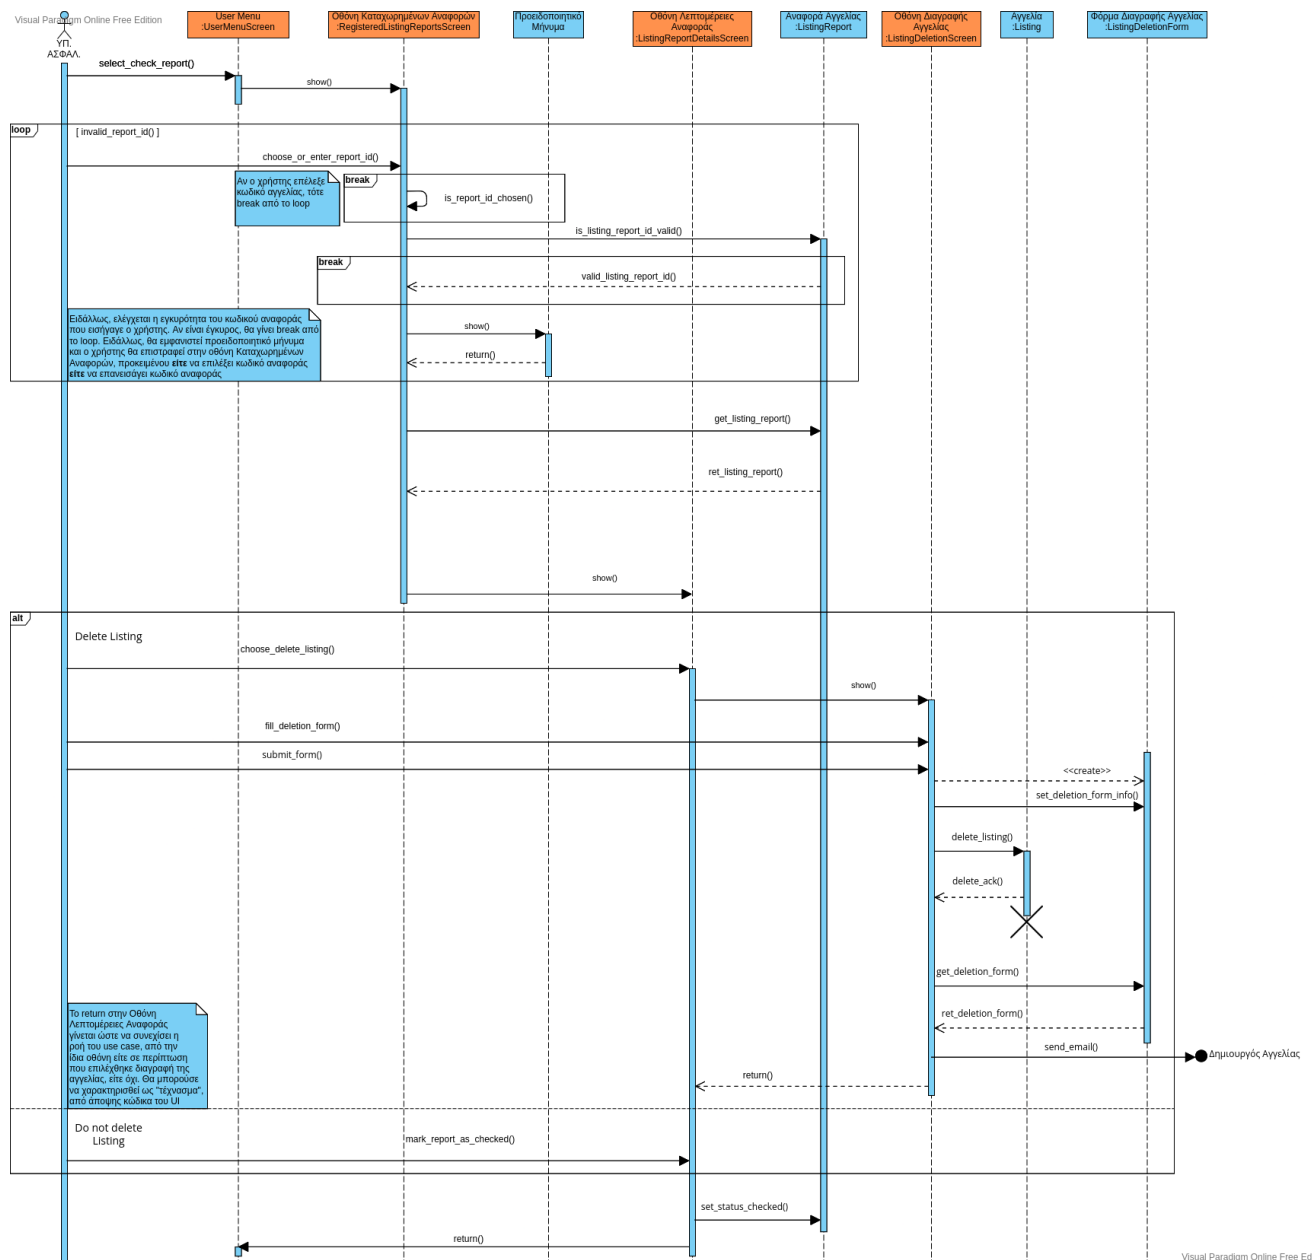 Visual Paradigm Online Free Edition
ΥΠ.
ΑΣΦΑΛ.
User Menu
:UserMenuScreen
Οθόνη Καταχωρημένων Αναφορών
:RegisteredListingReportsScreen
Προειδοποιητικό
Μήνυμα
Οθόνη Λεπτομέρειες
Αναφοράς
:ListingReportDetailsScreen
Αναφορά Αγγελίας
:ListingReport
Οθόνη Διαγραφής
Αγγελίας
:ListingDeletionScreen
Αγγελία
:Listing
Φόρμα Διαγραφής Αγγελίας
:ListingDeletionForm
select_check_report()
show()
loop
[ invalid_report_id() ]
choose_or_enter_report_id()
Αν ο χρήστης επέλεξε
κωδικό αγγελίας, τότε
break από το loop
break
is_report_id_chosen()
is_listing_report_id_valid()
break
valid_listing_report_id()
Ειδάλλως, ελέγχεται η εγκυρότητα του κωδικού αναφοράς
που εισήγαγε ο χρήστης. Αν είναι έγκυρος, θα γίνει break από
το loop. Ειδάλλως, θα εμφανιστεί προειδοποιητικό μήνυμα
και ο χρήστης θα επιστραφεί στην οθόνη Καταχωρημένων
Αναφορών, προκειμένου είτε να επιλέξει κωδικό αναφοράς
είτε να επανεισάγει κωδικό αναφοράς
show()
return()
get_listing_report()
ret_listing_report()
show()
alt
Delete Listing
choose_delete_listing()
show()
fill_deletion_form()
submit_form()
<<create>>
set_deletion_form_info()
delete_listing()
delete_ack()
get_deletion_form()
ret_deletion_form()
send_email()
Δημιουργός Αγγελίας
return()
Το return στην Οθόνη
Λεπτομέρειες Αναφοράς
γίνεται ώστε να συνεχίσει η
ροή του use case, από την
ίδια οθόνη είτε σε περίπτωση
που επιλέχθηκε διαγραφή της
αγγελίας, είτε όχι. Θα μπορούσε
να χαρακτηρισθεί ως "τέχνασμα",
από άποψης κώδικα του UI
Do not delete
Listing
mark_report_as_checked()
set_status_checked()
return()
Visual Paradigm Online Free Ed